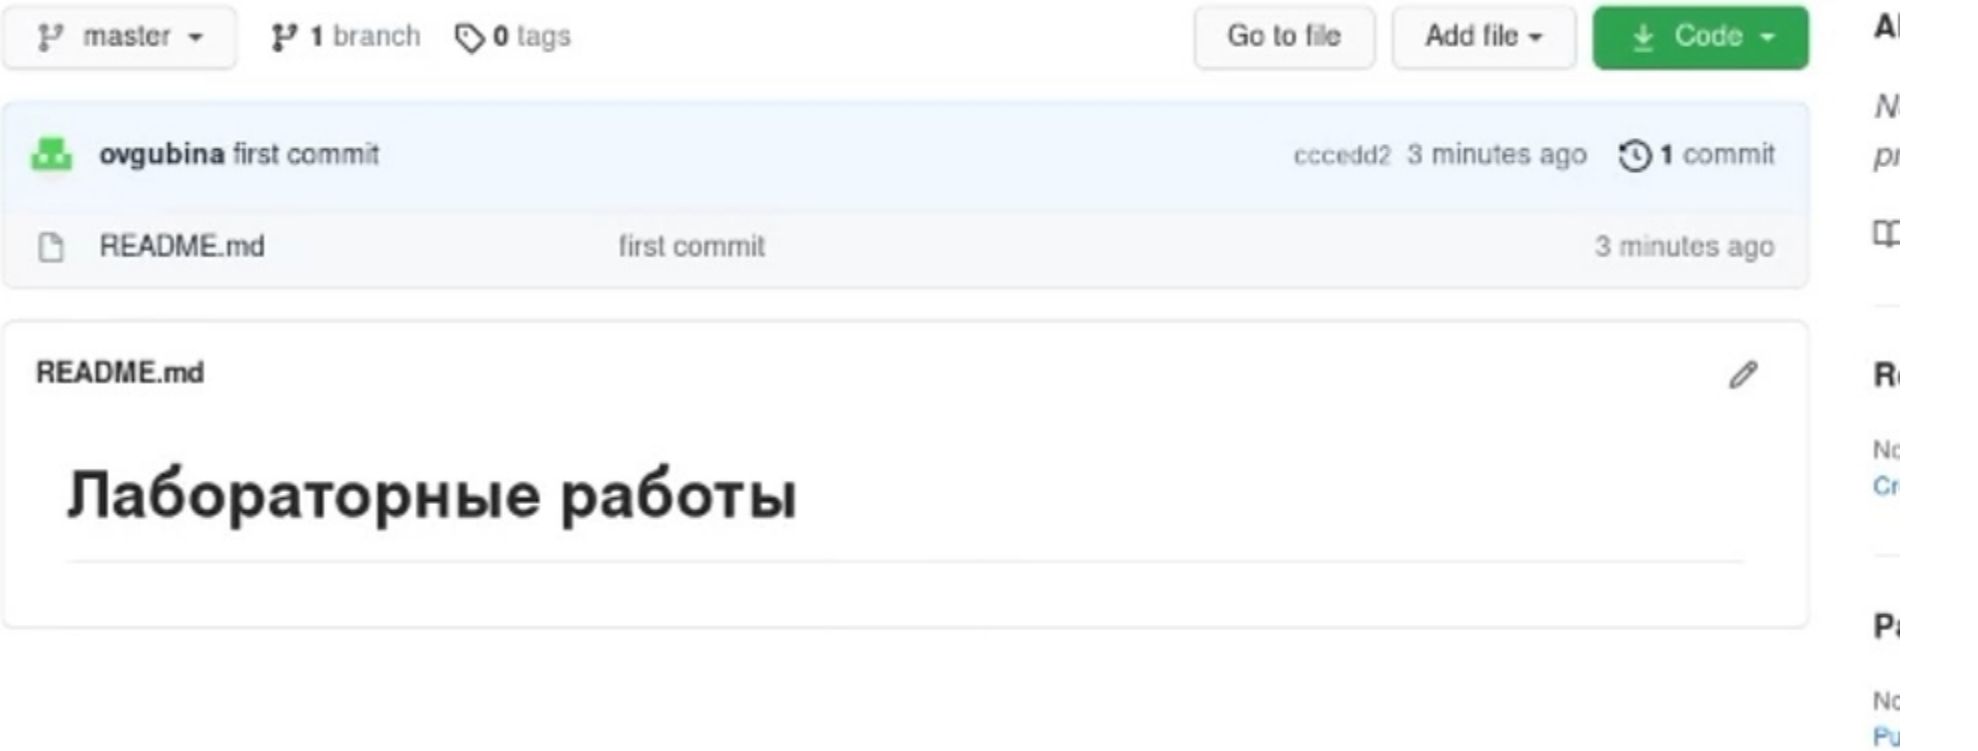 master 1 branch 0 tags Go to file Add file Code
ovgubina first commit cccedd2 3 minutes ago 1 commit
README.md first commit 3 minutes ago
README.md
Лабораторные работы